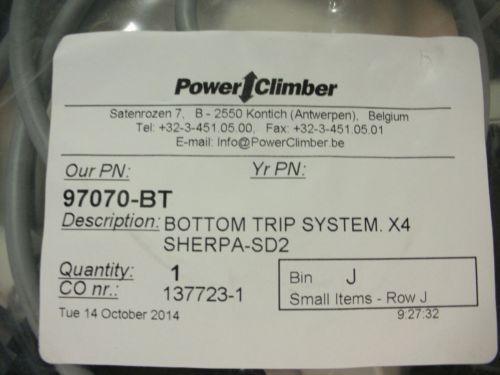 Power Climber
Satenrozen 7, B - 2550 Kontich (Antwerpen), Belgium
Tel: +32-3-451.05.00, Fax: +32-3-451.05.01
E-mail: Info@PowerClimber.be
Our PN: Yr PN:
97070-BT
Description: BOTTOM TRIP SYSTEM. X4
SHERPA-SD2
Quantity: 1
CO nr.: 137723-1
Bin J
Small Items - Row J
Tue 14 October 2014 9:27:32